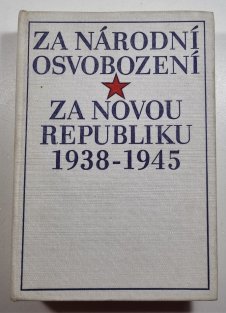 ZA NÁRODNÍ
OSVOBOZENÍ
ZA NOVOU
REPUBLIKU
1938-1945